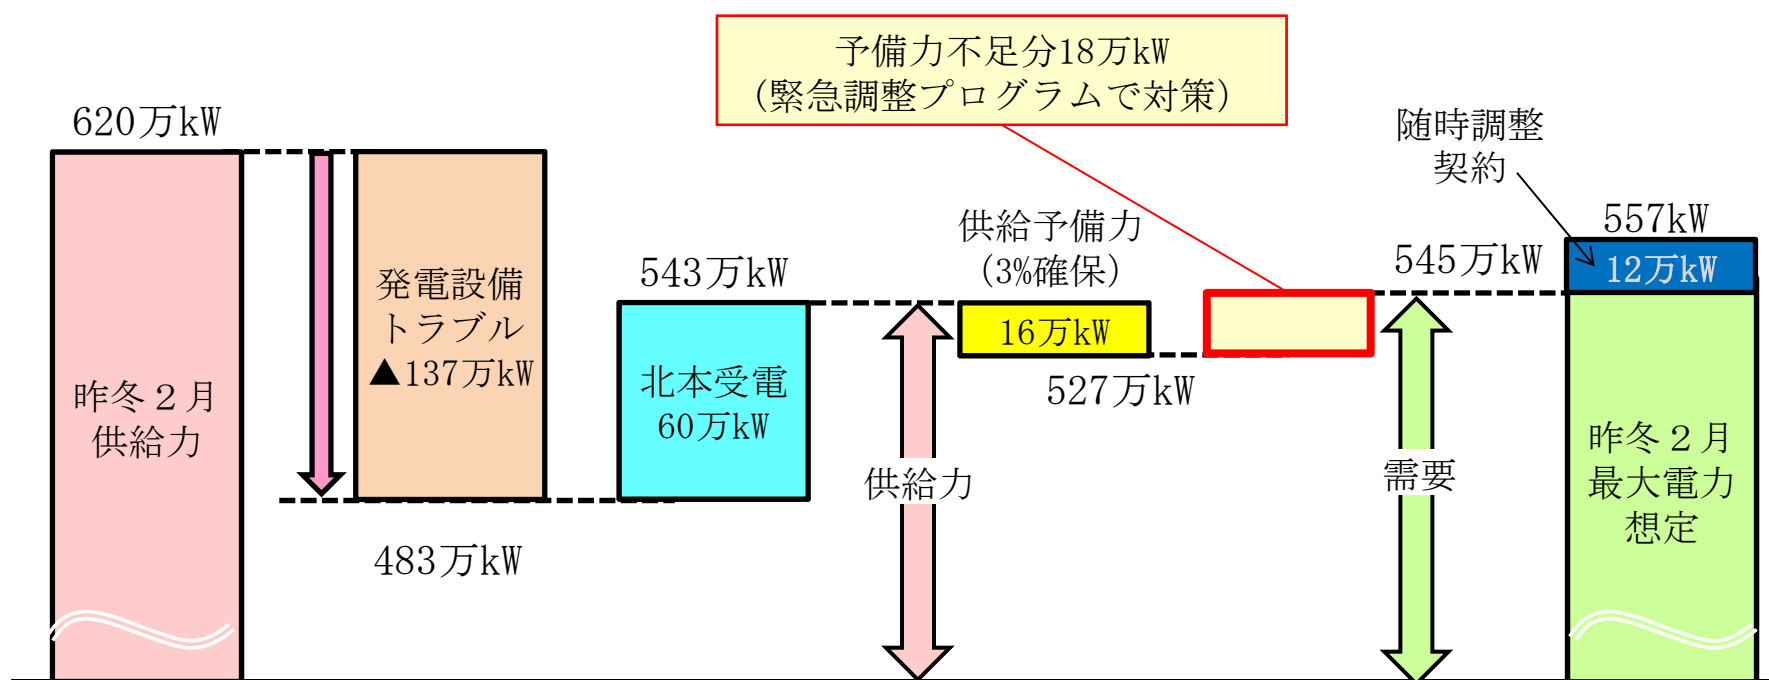 予備力不足分18万kW
(緊急調整プログラムで対策)
620万kW
随時調整
契約
供給予備力
(3%確保)
557kW
発電設備
トラブル
▲137万kW
543万kW
545万kW
12万kW
16万kW
昨冬２月
供給力
北本受電
60万kW
527万kW
供給力
需要
昨冬２月
最大電力
想定
483万kW